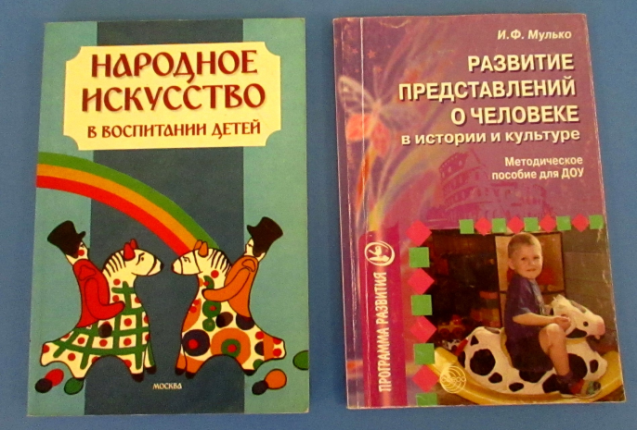 НАРОДНОЕ
ИСКУССТВО
В ВОСПИТАНИИ ДЕТЕЙ
МОСКВА
И.Ф. Мулько
РАЗВИТИЕ
ПРЕДСТАВЛЕНИЙ
О ЧЕЛОВЕКЕ
в истории и культуре
Методическое
пособие для ДОУ
ПРОГРАММА РАЗВИТИЯ